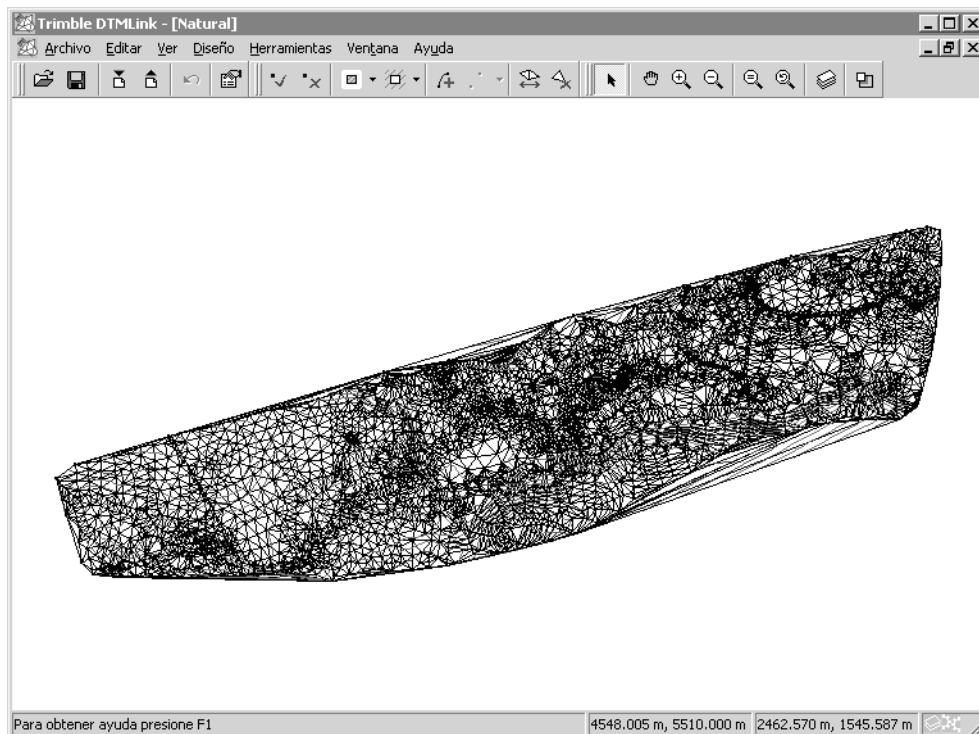 Trimble DTMLink - [Natural]
Archivo Editar Ver Diseño Herramientas Ventana Ayuda
Para obtener ayuda presione F1 4548.005 m, 5510.000 m 2462.570 m, 1545.587 m